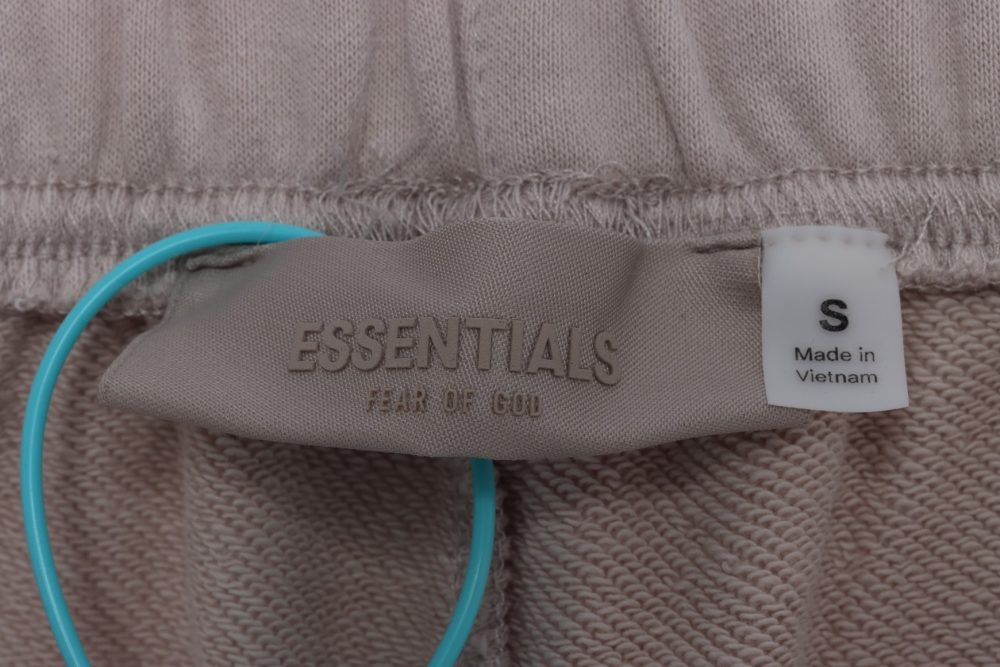 ESSENTIALS
FEAR OF GOD
S
Made in
Vietnam